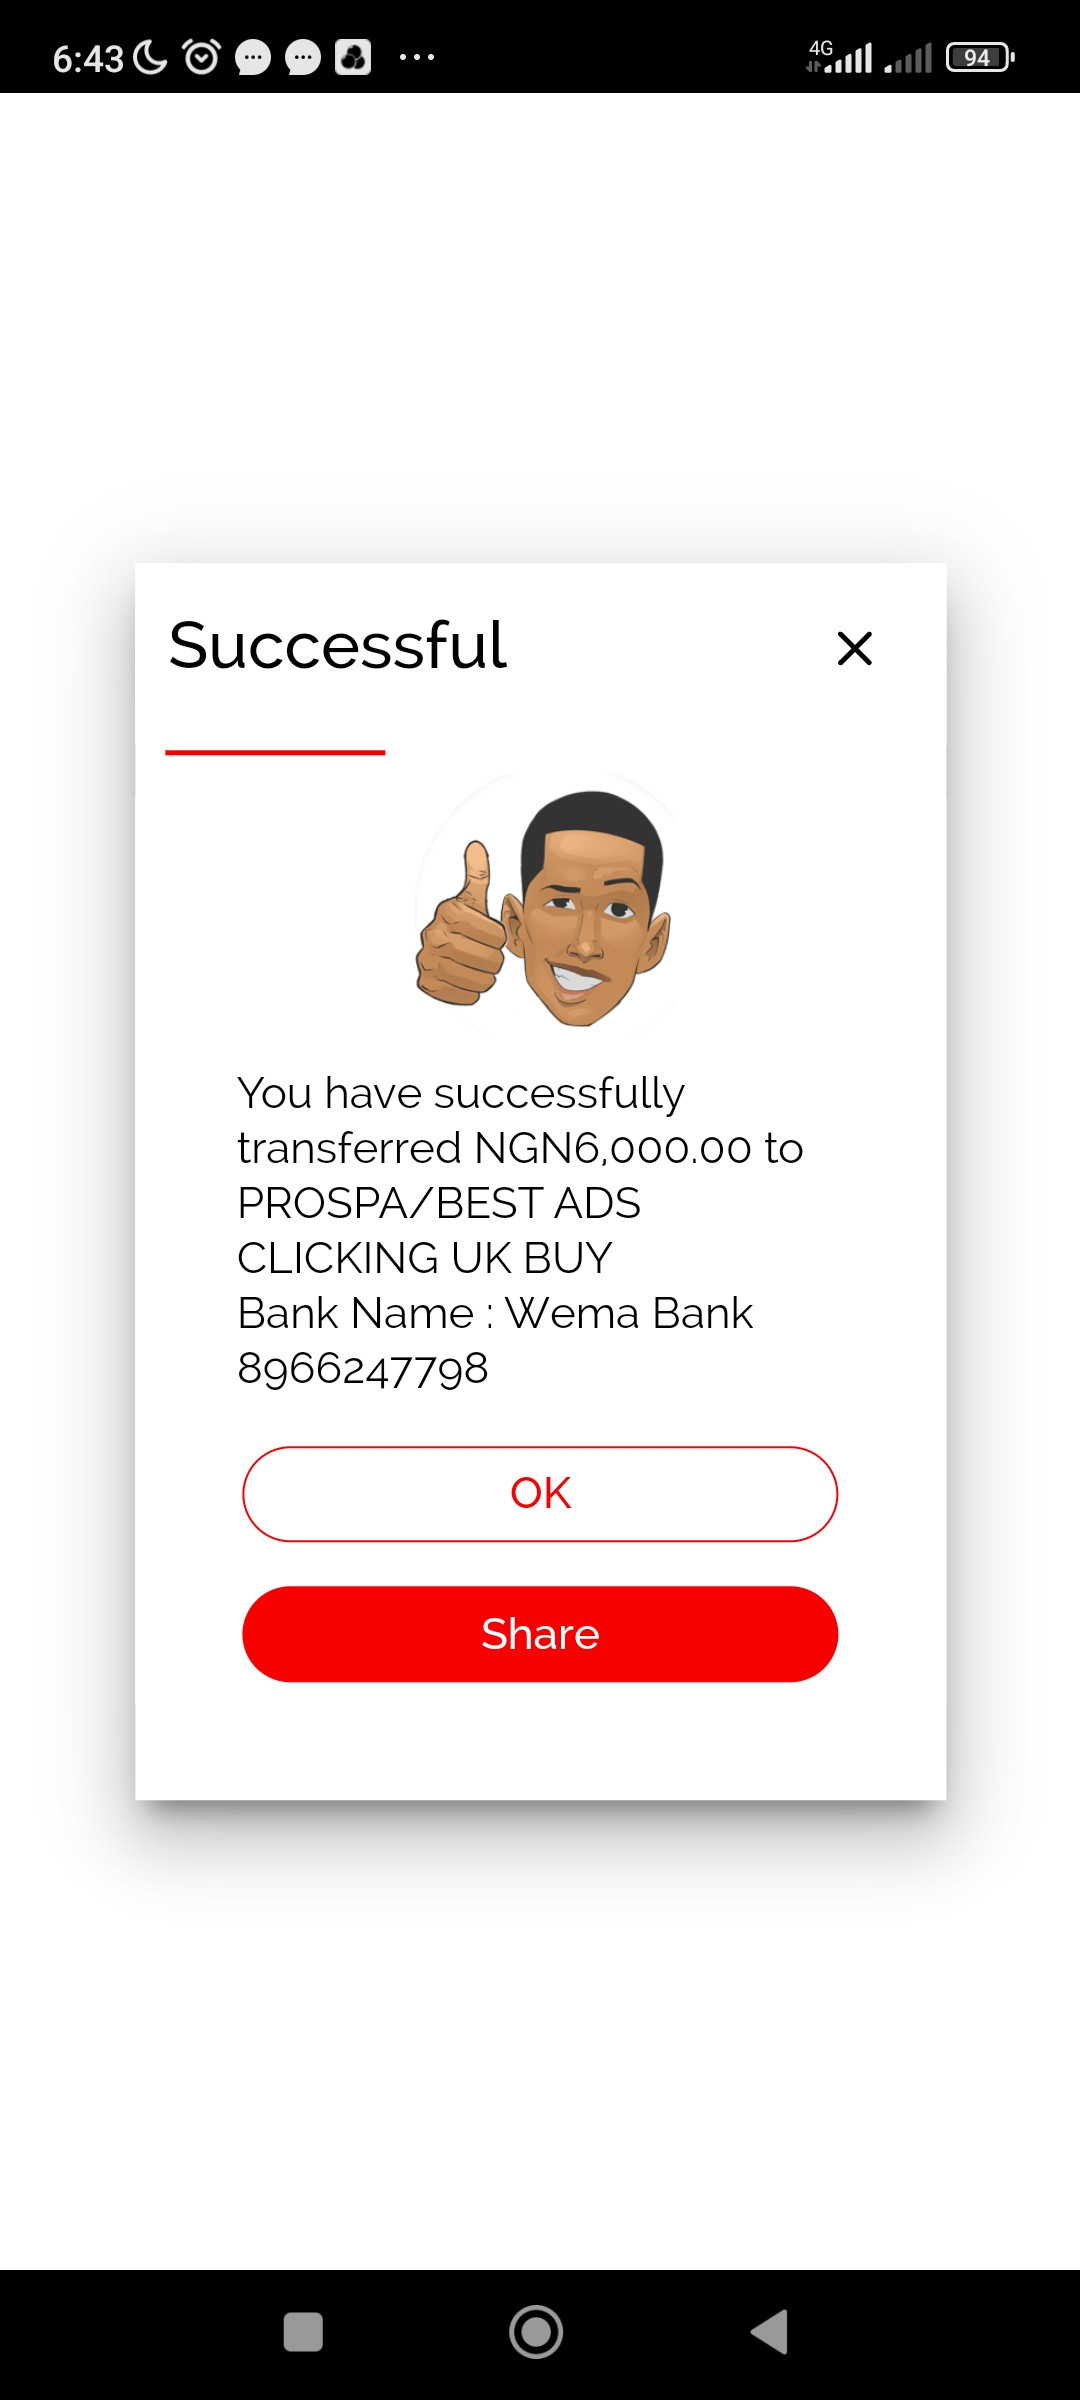 6:43
4G
94
Successful
You have successfully
transferred NGN6,000.00 to
PROSPA/BEST ADS
CLICKING UK BUY
Bank Name : Wema Bank
8966247798
OK
Share